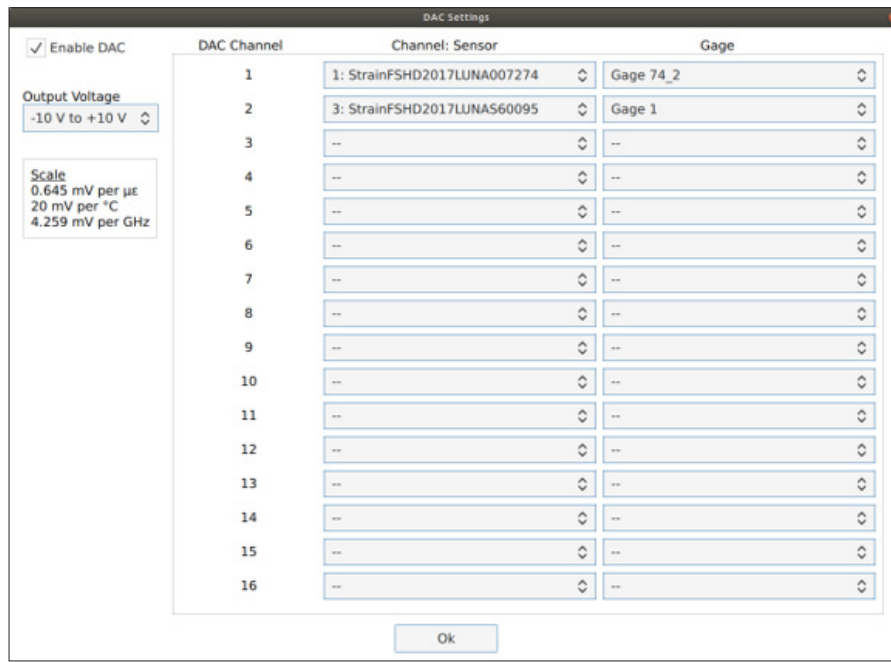 DAC Settings
Enable DAC
Output Voltage
-10 V to +10 V
Scale
0.645 mV per µε
20 mV per °C
4.259 mV per GHz
DAC Channel Channel: Sensor Gage
1 1: StrainFSHD2017LUNA007274 Gage 74_2
2 3: StrainFSHD2017LUNAS60095 Gage 1
3 -- --
4 -- --
5 -- --
6 -- --
7 -- --
8 -- --
9 -- --
10 -- --
11 -- --
12 -- --
13 -- --
14 -- --
15 -- --
16 -- --
Ok